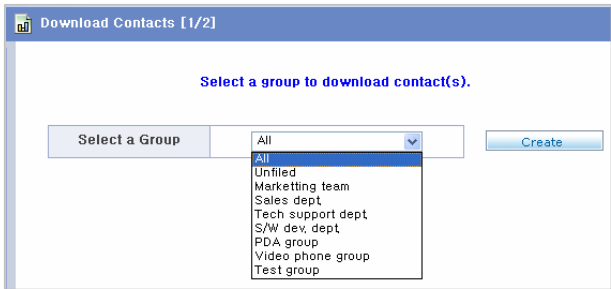 Download Contacts [1/2]
Select a group to download contact(s).
Select a Group
All
Create
All
Unfiled
Marketting team
Sales dept.
Tech support dept.
S/W dev. dept.
PDA group
Video phone group
Test group